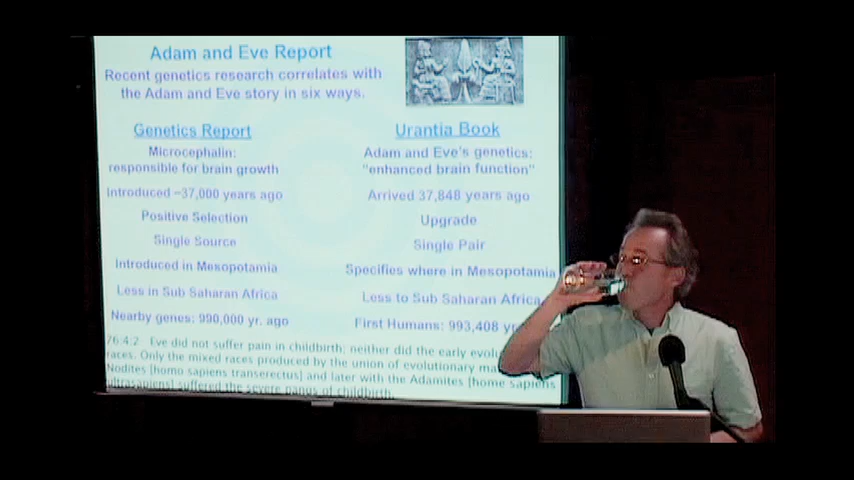 Adam and Eve Report
Recent genetics research correlates with
the Adam and Eve story in six ways.
Genetics Report
Urantia Book
Microcephalin:
responsible for brain growth
Adam and Eve's genetics:
"enhanced brain function"
Introduced ~37,000 years ago
Arrived 37,848 years ago
Positive Selection
Upgrade
Single Source
Single Pair
Introduced in Mesopotamia
Specifies where in Mesopotamia
Less in Sub Saharan Africa
Less to Sub Saharan Africa
Nearby genes: 990,000 yr. ago
First Humans: 993,408
76:4.2 Eve did not suffer pain in childbirth; neither did the early
races. Only the mixed races produced by the union of evolutionary
Nodites [homo sapiens transerectus] and later with the Adamites [home sapiens
ultrasapiens] suffered the severe pangs of childbirth.